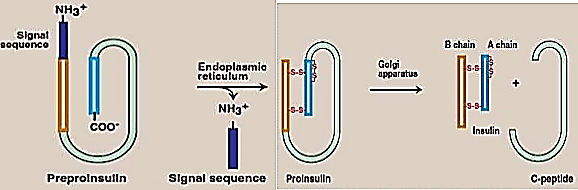 NH3+
Signal
sequence
COO-
Preproinsulin
Endoplasmic
reticulum
NH3+
Signal sequence
-S-S-
S
S
-S-S-
Proinsulin
Golgi
apparatus
B chain A chain
-S-S-
S
S
-S-S-
Insulin
+
C-peptide